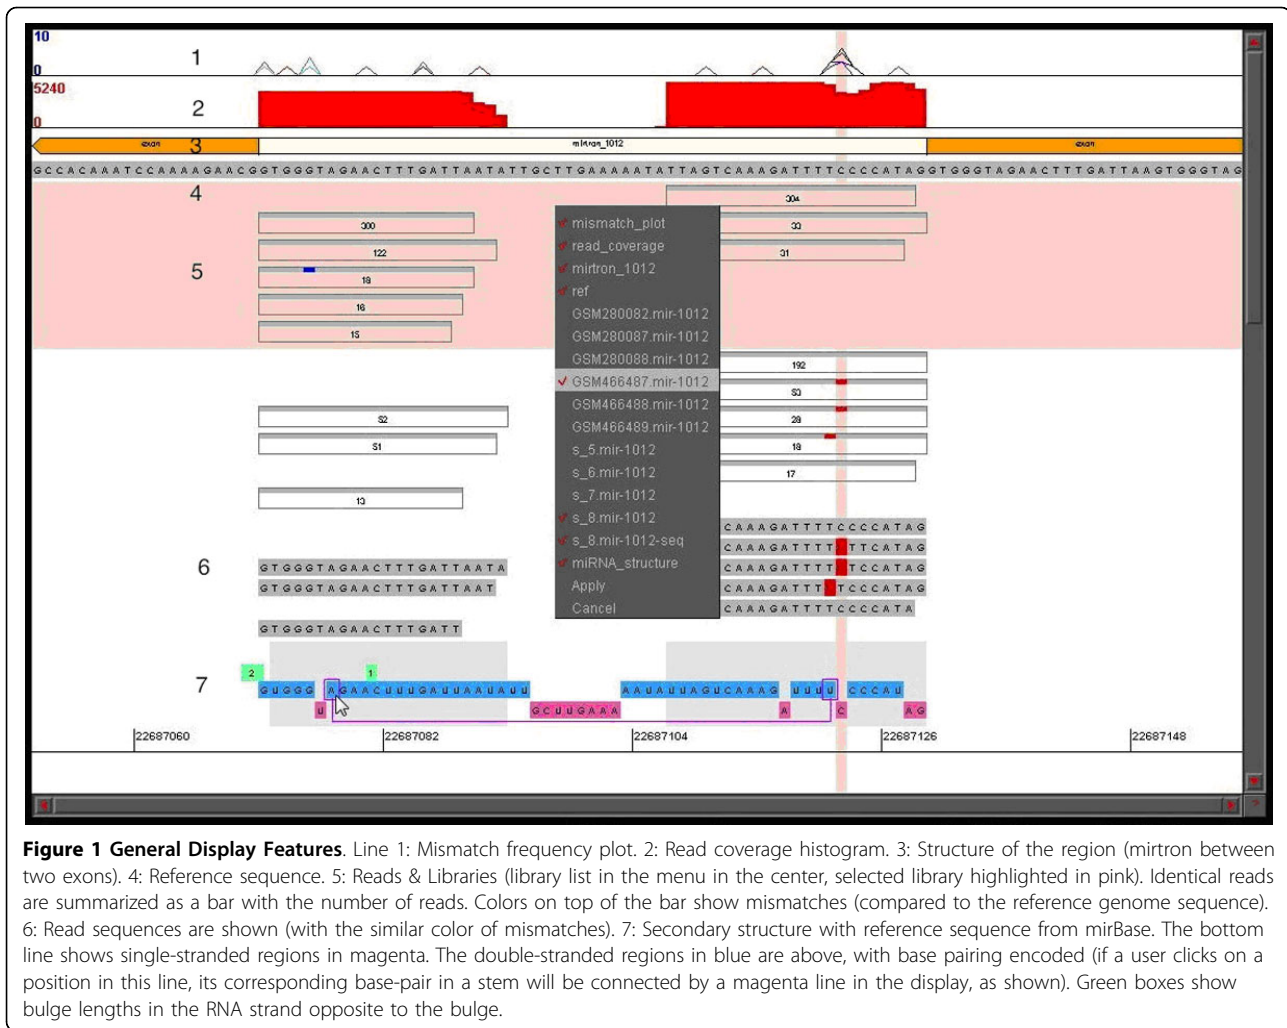 10
1
0
5240
2
0
exon 3 mirtron_1012 exon
GCCACAAATCCAAAAGAACGGTGGGTAGAACTTTGATTAATATTGCTTGAAAAATATTAGTCAAAGATTTTCCCCATAGGTGGGTAGAACTTTGATTAAGTGGGTAG
4
304
300
33
122
31
5
18
16
15
mismatch_plot
read_coverage
mirtron_1012
ref
GSM280082.mir-1012
GSM280087.mir-1012
GSM280088.mir-1012
GSM466487.mir-1012
GSM466488.mir-1012
GSM466489.mir-1012
s_5.mir-1012
s_6.mir-1012
s_7.mir-1012
s_8.mir-1012
s_8.mir-1012-seq
miRNA_structure
Apply
Cancel
192
28
18
17
13
CAAAGATTTTCCCCATAG
CAAAGATTTT TTCATAG
6
GTGGGTAGAACTTTGATTAATA
CAAAGATTTT TCCATAG
GTGGGTAGAACTTTGATTAAT
CAAAGATTT TCCCATAG
CAAAGATTTTCCCCATA
GTGGGTAGAACTTTGATT
2 1
7
GUGGG AGAACUUUGAUUAAUAUU AAUAUUAGUCAAAG UUUU CCCAU
U GCUUGAAA A C AG
22687060 22687082 22687104 22687126 22687148
Figure 1 General Display Features. Line 1: Mismatch frequency plot. 2: Read coverage histogram. 3: Structure of the region (mirtron between
two exons). 4: Reference sequence. 5: Reads & Libraries (library list in the menu in the center, selected library highlighted in pink). Identical reads
are summarized as a bar with the number of reads. Colors on top of the bar show mismatches (compared to the reference genome sequence).
6: Read sequences are shown (with the similar color of mismatches). 7: Secondary structure with reference sequence from mirBase. The bottom
line shows single-stranded regions in magenta. The double-stranded regions in blue are above, with base pairing encoded (if a user clicks on a
position in this line, its corresponding base-pair in a stem will be connected by a magenta line in the display, as shown). Green boxes show
bulge lengths in the RNA strand opposite to the bulge.